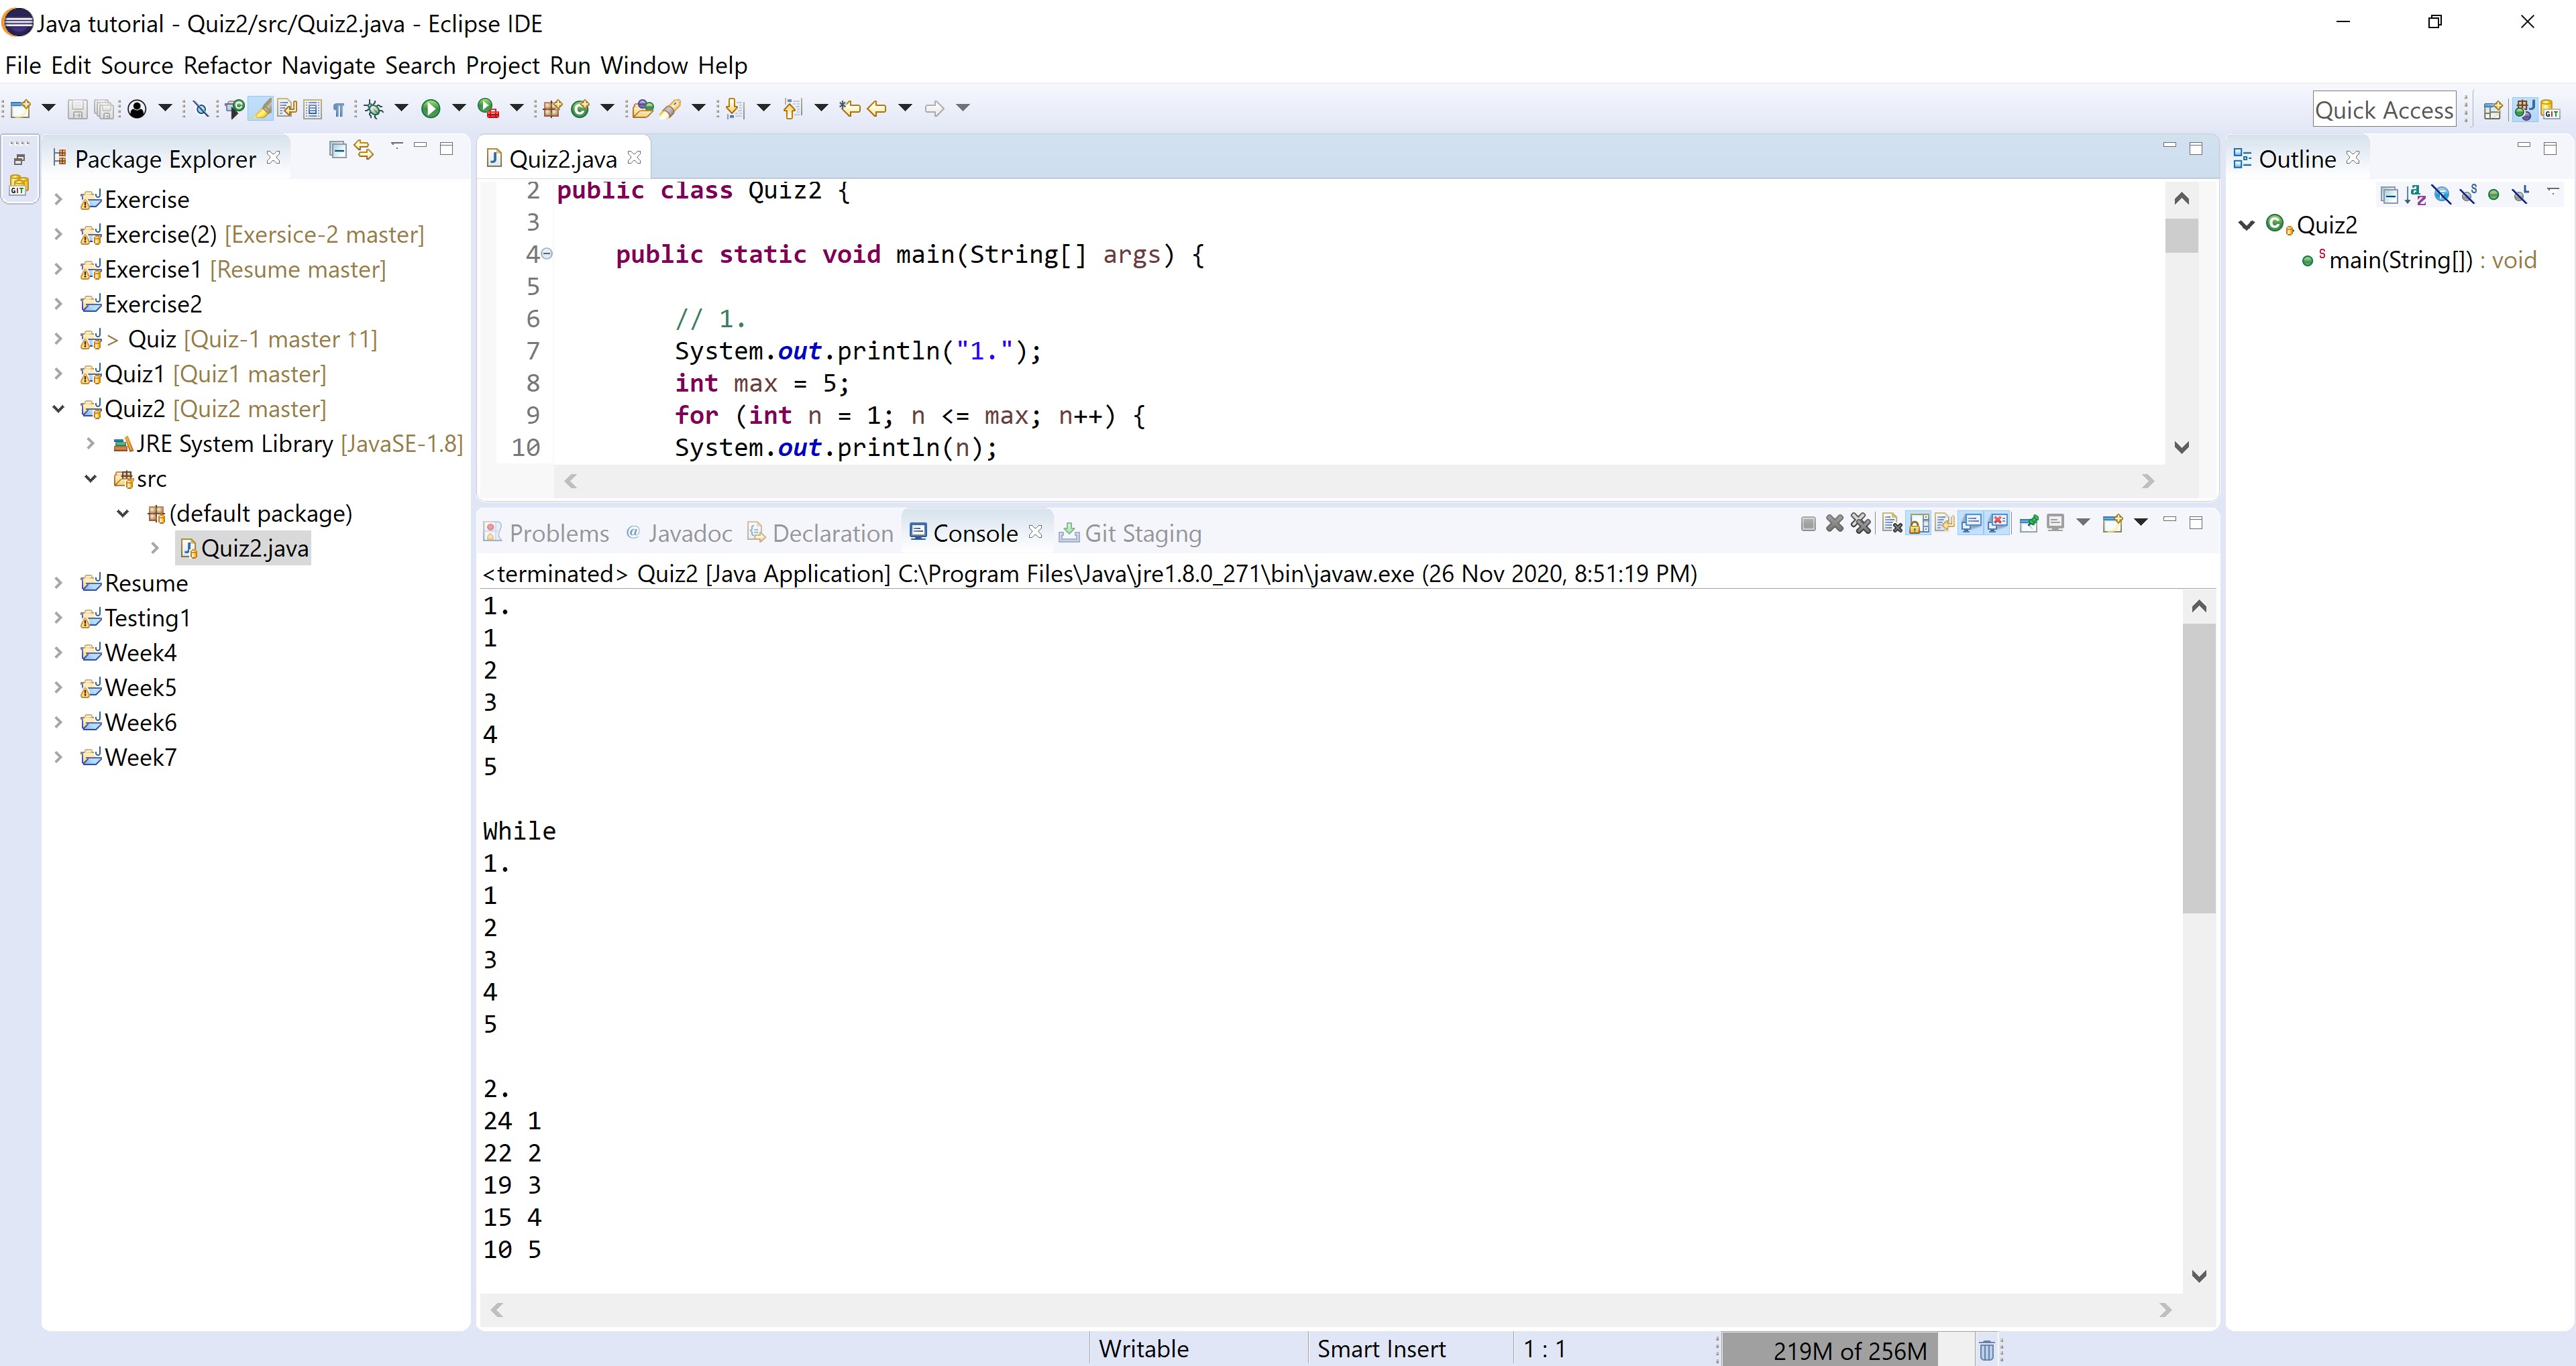 Java tutorial - Quiz2/src/Quiz2.java - Eclipse IDE
File Edit Source Refactor Navigate Search Project Run Window Help
Quick Access
Package Explorer
Exercise
Exercise(2) [Exersice-2 master]
Exercise1 [Resume master]
Exercise2
> Quiz [Quiz-1 master ↑1]
Quiz1 [Quiz1 master]
Quiz2 [Quiz2 master]
JRE System Library [JavaSE-1.8]
src
(default package)
Quiz2.java
Resume
Testing1
Week4
Week5
Week6
Week7
Quiz2.java
2 public class Quiz2 {
3
4 public static void main(String[] args) {
5
6 // 1.
7 System.out.println("1.");
8 int max = 5;
9 for (int n = 1; n <= max; n++) {
10 System.out.println(n);
Problems @ Javadoc Declaration Console Git Staging
<terminated> Quiz2 [Java Application] C:\Program Files\Java\jre1.8.0_271\bin\javaw.exe (26 Nov 2020, 8:51:19 PM)
1.
1
2
3
4
5
While
1.
1
2
3
4
5
2.
24 1
22 2
19 3
15 4
10 5
Outline
Quiz2
main(String[]) : void
Writable
Smart Insert
1 : 1
219M of 256M